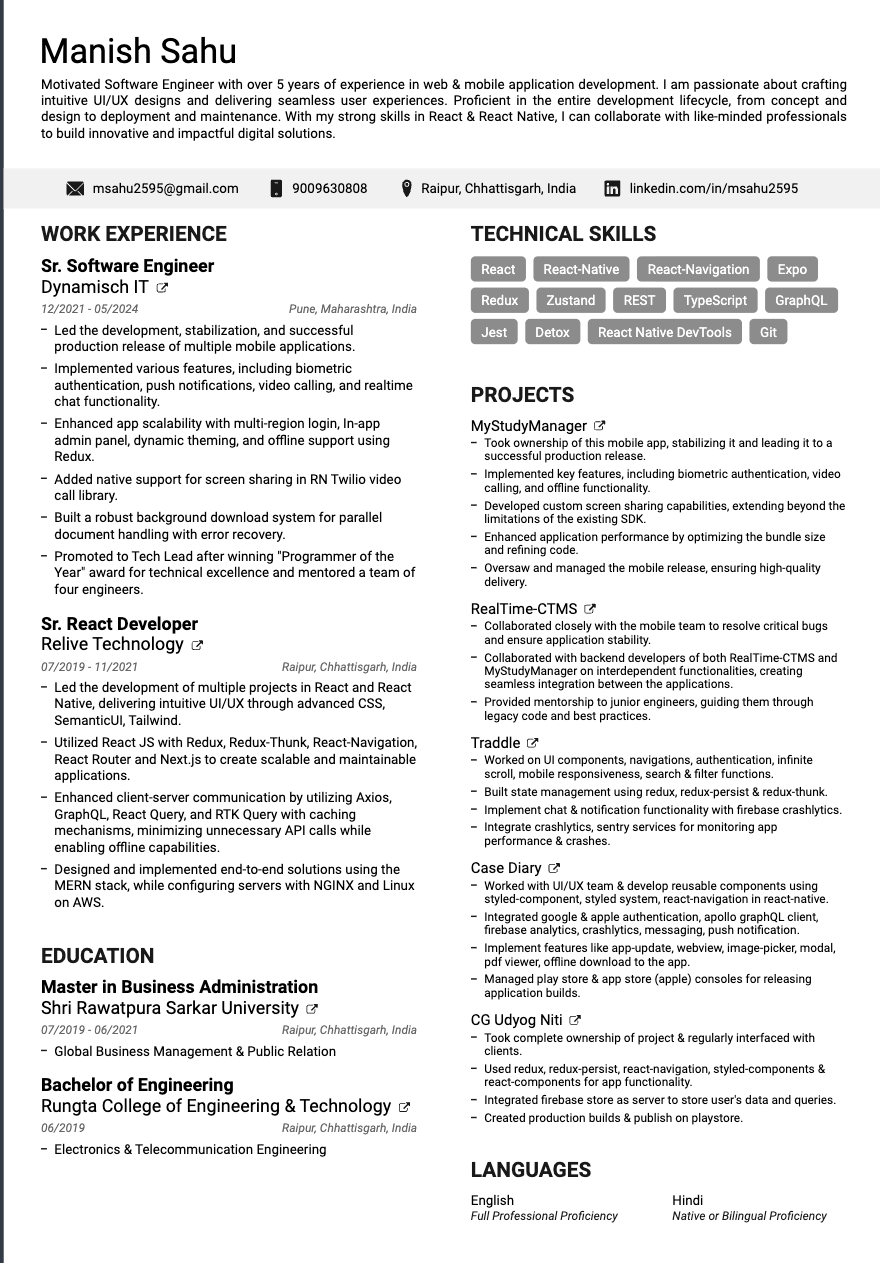 Manish Sahu
Motivated Software Engineer with over 5 years of experience in web & mobile application development. I am passionate about crafting
intuitive UI/UX designs and delivering seamless user experiences. Proficient in the entire development lifecycle, from concept and
design to deployment and maintenance. With my strong skills in React & React Native, I can collaborate with like-minded professionals
to build innovative and impactful digital solutions.
msahu2595@gmail.com 9009630808 Raipur, Chhattisgarh, India linkedin.com/in/msahu2595
WORK EXPERIENCE
Sr. Software Engineer
Dynamisch IT
12/2021 - 05/2024 Pune, Maharashtra, India
– Led the development, stabilization, and successful
production release of multiple mobile applications.
– Implemented various features, including biometric
authentication, push notifications, video calling, and realtime
chat functionality.
– Enhanced app scalability with multi-region login, In-app
admin panel, dynamic theming, and offline support using
Redux.
– Added native support for screen sharing in RN Twilio video
call library.
– Built a robust background download system for parallel
document handling with error recovery.
– Promoted to Tech Lead after winning "Programmer of the
Year" award for technical excellence and mentored a team of
four engineers.
Sr. React Developer
Relive Technology
07/2019 - 11/2021 Raipur, Chhattisgarh, India
– Led the development of multiple projects in React and React
Native, delivering intuitive UI/UX through advanced CSS,
SemanticUI, Tailwind.
– Utilized React JS with Redux, Redux-Thunk, React-Navigation,
React Router and Next.js to create scalable and maintainable
applications.
– Enhanced client-server communication by utilizing Axios,
GraphQL, React Query, and RTK Query with caching
mechanisms, minimizing unnecessary API calls while
enabling offline capabilities.
– Designed and implemented end-to-end solutions using the
MERN stack, while configuring servers with NGINX and Linux
on AWS.
EDUCATION
Master in Business Administration
Shri Rawatpura Sarkar University
07/2019 - 06/2021 Raipur, Chhattisgarh, India
– Global Business Management & Public Relation
Bachelor of Engineering
Rungta College of Engineering & Technology
06/2019 Raipur, Chhattisgarh, India
– Electronics & Telecommunication Engineering
TECHNICAL SKILLS
React React-Native React-Navigation Expo
Redux Zustand REST TypeScript GraphQL
Jest Detox React Native DevTools Git
PROJECTS
MyStudyManager
– Took ownership of this mobile app, stabilizing it and leading it to a
successful production release.
– Implemented key features, including biometric authentication, video
calling, and offline functionality.
– Developed custom screen sharing capabilities, extending beyond the
limitations of the existing SDK.
– Enhanced application performance by optimizing the bundle size
and refining code.
– Oversaw and managed the mobile release, ensuring high-quality
delivery.
RealTime-CTMS
– Collaborated closely with the mobile team to resolve critical bugs
and ensure application stability.
– Collaborated with backend developers of both RealTime-CTMS and
MyStudyManager on interdependent functionalities, creating
seamless integration between the applications.
– Provided mentorship to junior engineers, guiding them through
legacy code and best practices.
Traddle
– Worked on UI components, navigations, authentication, infinite
scroll, mobile responsiveness, search & filter functions.
– Built state management using redux, redux-persist & redux-thunk.
– Implement chat & notification functionality with firebase crashlytics.
– Integrate crashlytics, sentry services for monitoring app
performance & crashes.
Case Diary
– Worked with UI/UX team & develop reusable components using
styled-component, styled system, react-navigation in react-native.
– Integrated google & apple authentication, apollo graphQL client,
firebase analytics, crashlytics, messaging, push notification.
– Implement features like app-update, webview, image-picker, modal,
pdf viewer, offline download to the app.
– Managed play store & app store (apple) consoles for releasing
application builds.
CG Udyog Niti
– Took complete ownership of project & regularly interfaced with
clients.
– Used redux, redux-persist, react-navigation, styled-components &
react-components for app functionality.
– Integrated firebase store as server to store user's data and queries.
– Created production builds & publish on playstore.
LANGUAGES
English Hindi
Full Professional Proficiency Native or Bilingual Proficiency